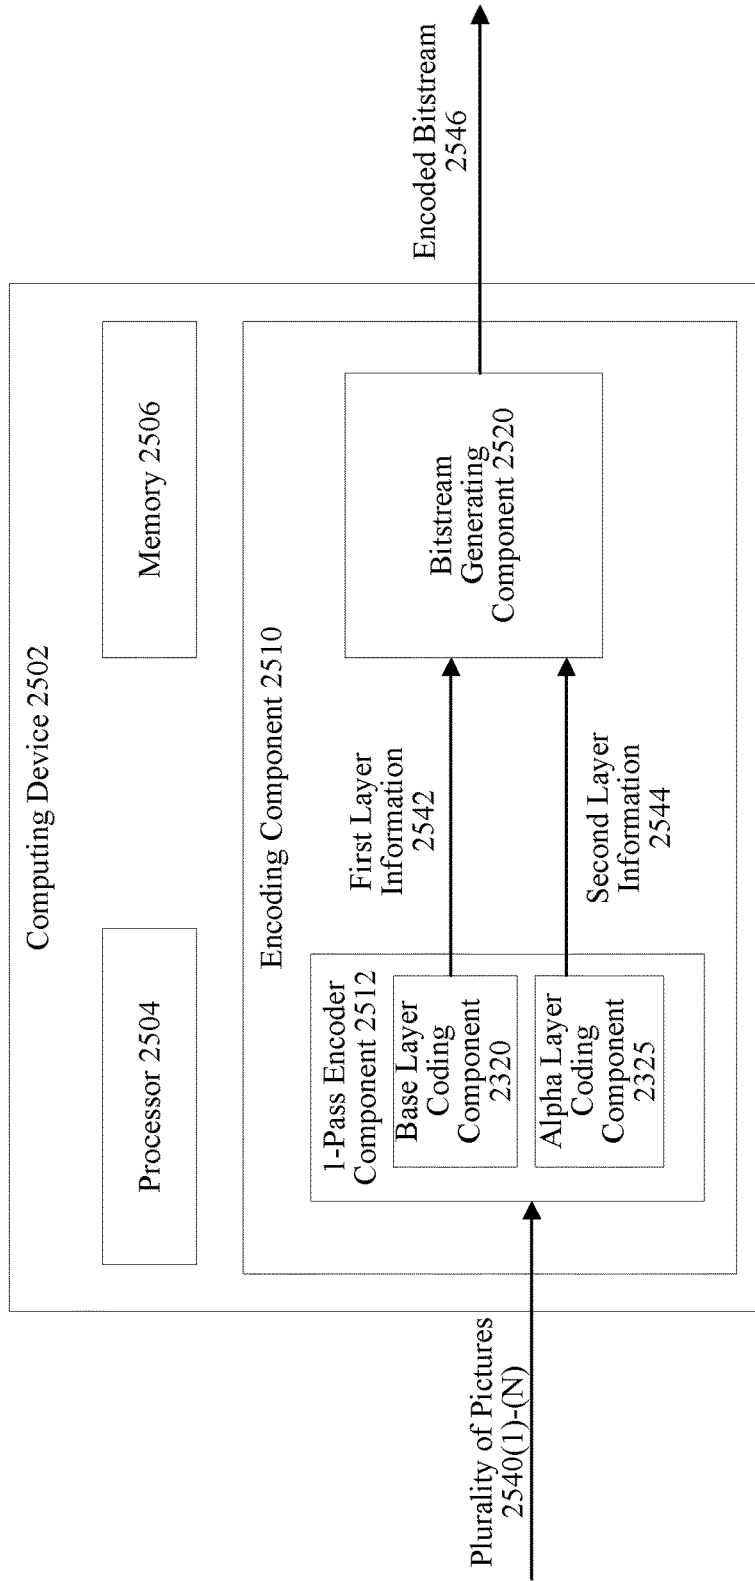 Computing Device 2502
Processor 2504
Memory 2506
Encoding Component 2510
1-Pass Encoder
Component 2512
Base Layer
Coding
Component
2320
Alpha Layer
Coding
Component
2325
First Layer
Information
2542
Second Layer
Information
2544
Bitstream
Generating
Component 2520
Plurality of Pictures
2540(1)-(N)
Encoded Bitstream
2546